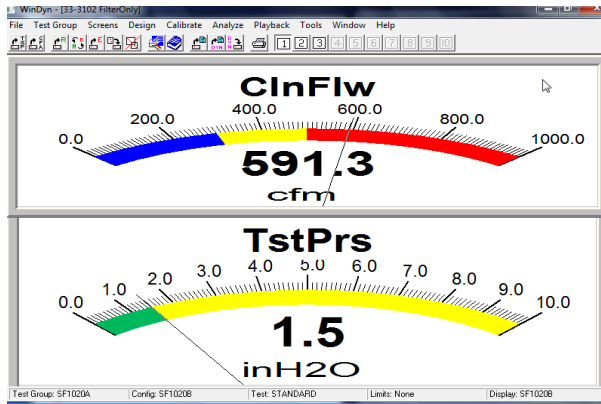 WinDyn - [33-3102 FilterOnly]
File Test Group Screens Design Calibrate Analyze Playback Tools Window Help
1 2 3 4 5 6 7 8 9 10
ClnFlw
0.0 200.0 400.0 600.0 800.0 1000.0
591.3
cfm
TstPrs
0.0 1.0 2.0 3.0 4.0 5.0 6.0 7.0 8.0 9.0 10.0
1.5
inH2O
Test Group: SF1020A Config: SF1020B Test: STANDARD Limits: None Display: SF1020B